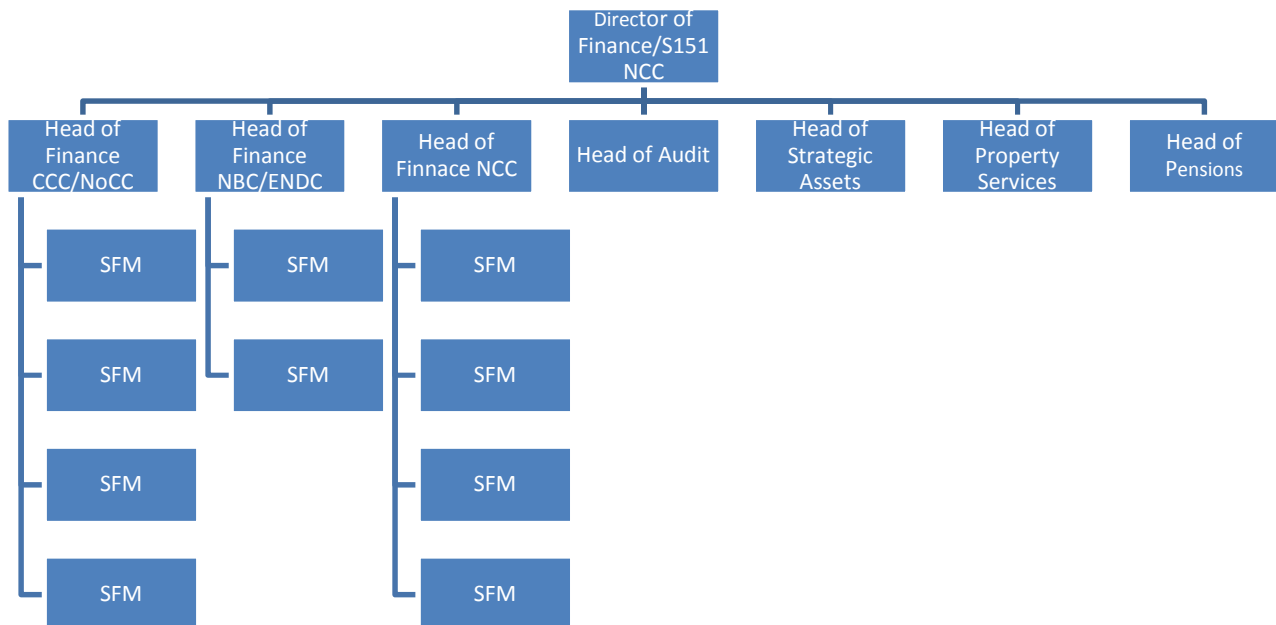 Director of
Finance/S151
NCC
Head of
Finance
CCC/NoCC
Head of
Finance
NBC/ENDC
Head of
Finnace NCC
Head of Audit
Head of
Strategic
Assets
Head of
Property
Services
Head of
Pensions
SFM
SFM
SFM
SFM
SFM
SFM
SFM
SFM
SFM
SFM